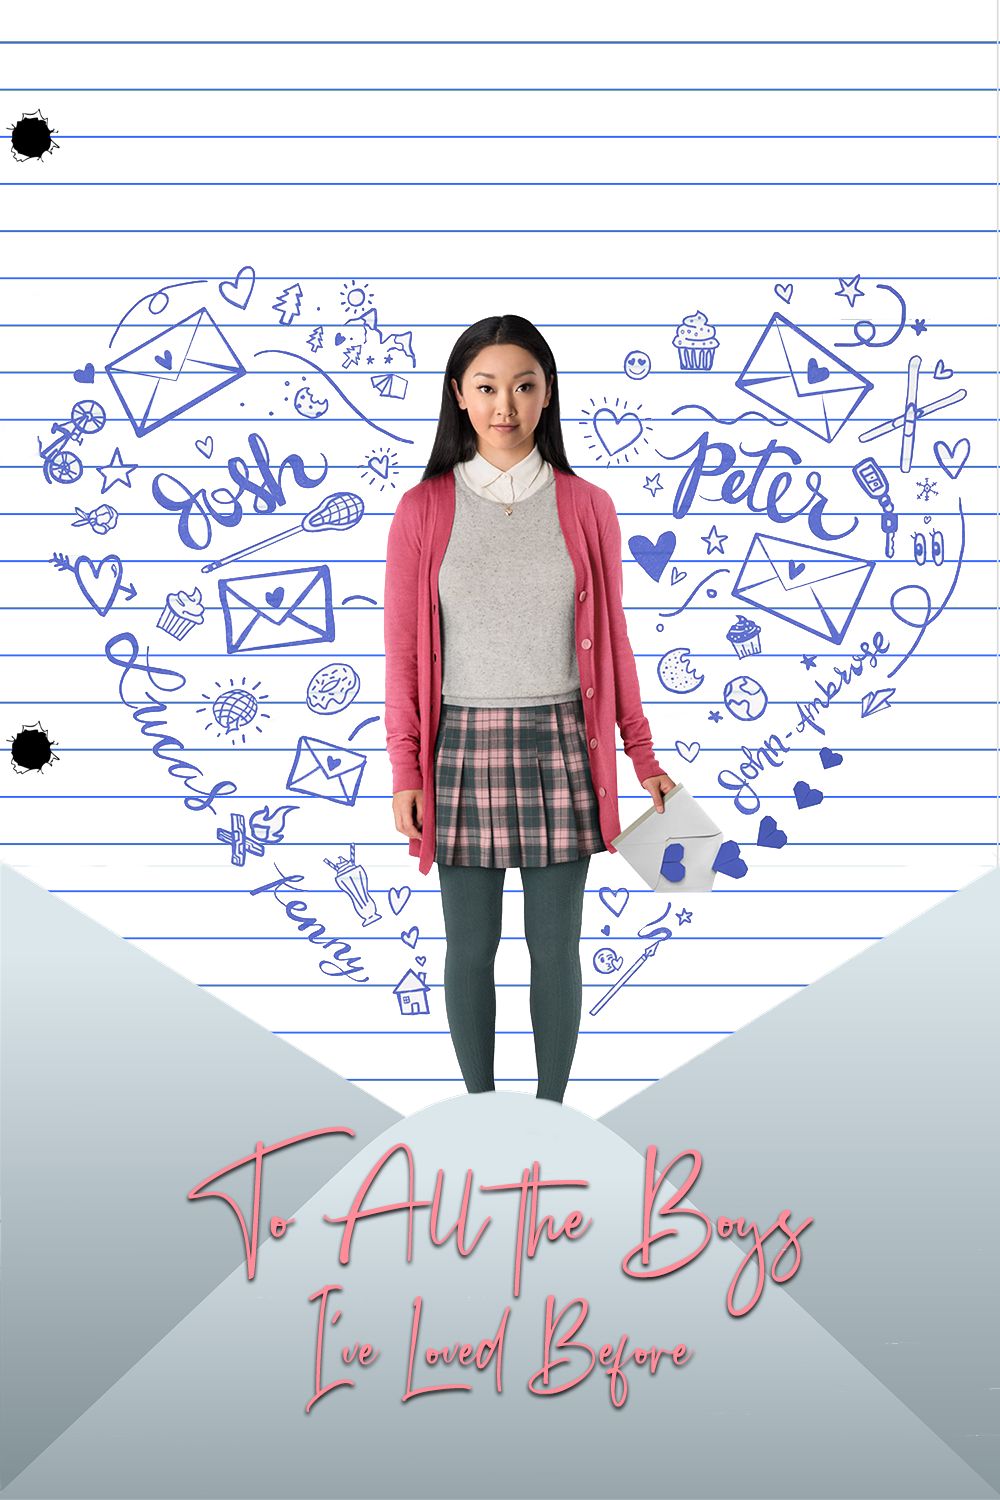 Josh
Peter
Lucas
John-Ambrose
Kenny
To All the Boys
I've Loved Before